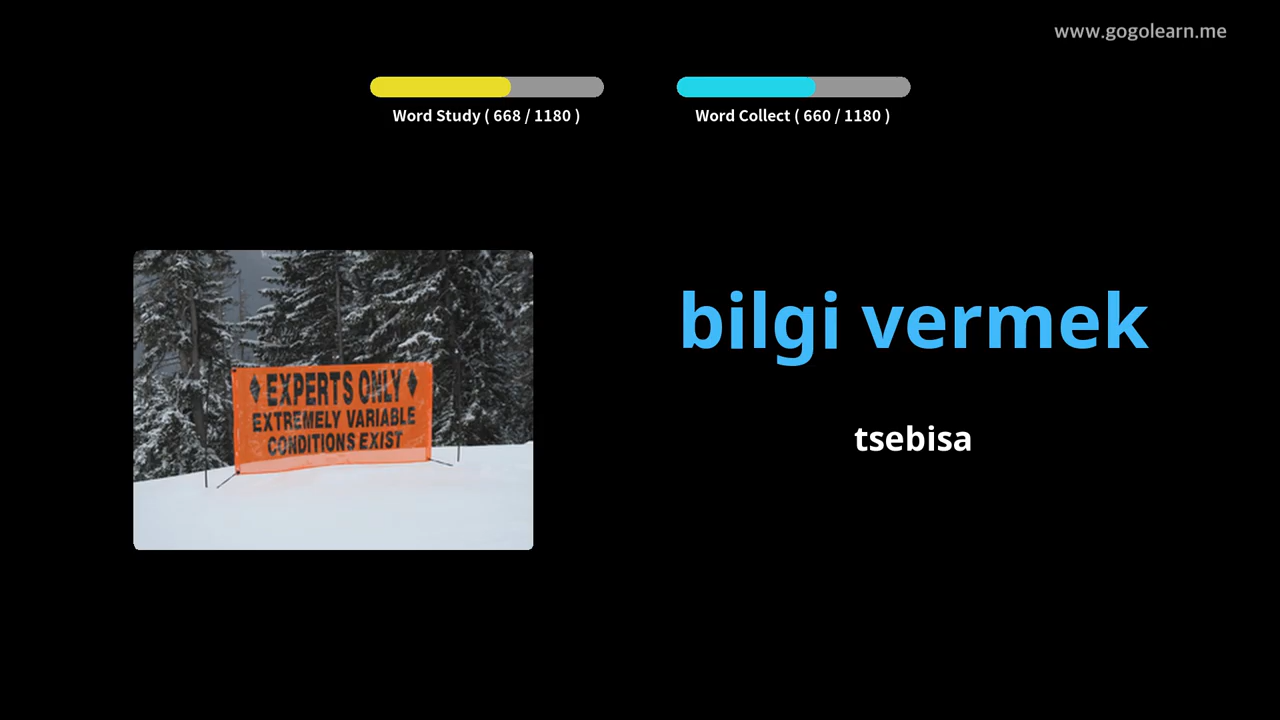 www.gogolearn.me
Word Study ( 668 / 1180 )
Word Collect ( 660 / 1180 )
EXPERTS ONLY
EXTREMELY VARIABLE
CONDITIONS EXIST
bilgi vermek
tsebisa